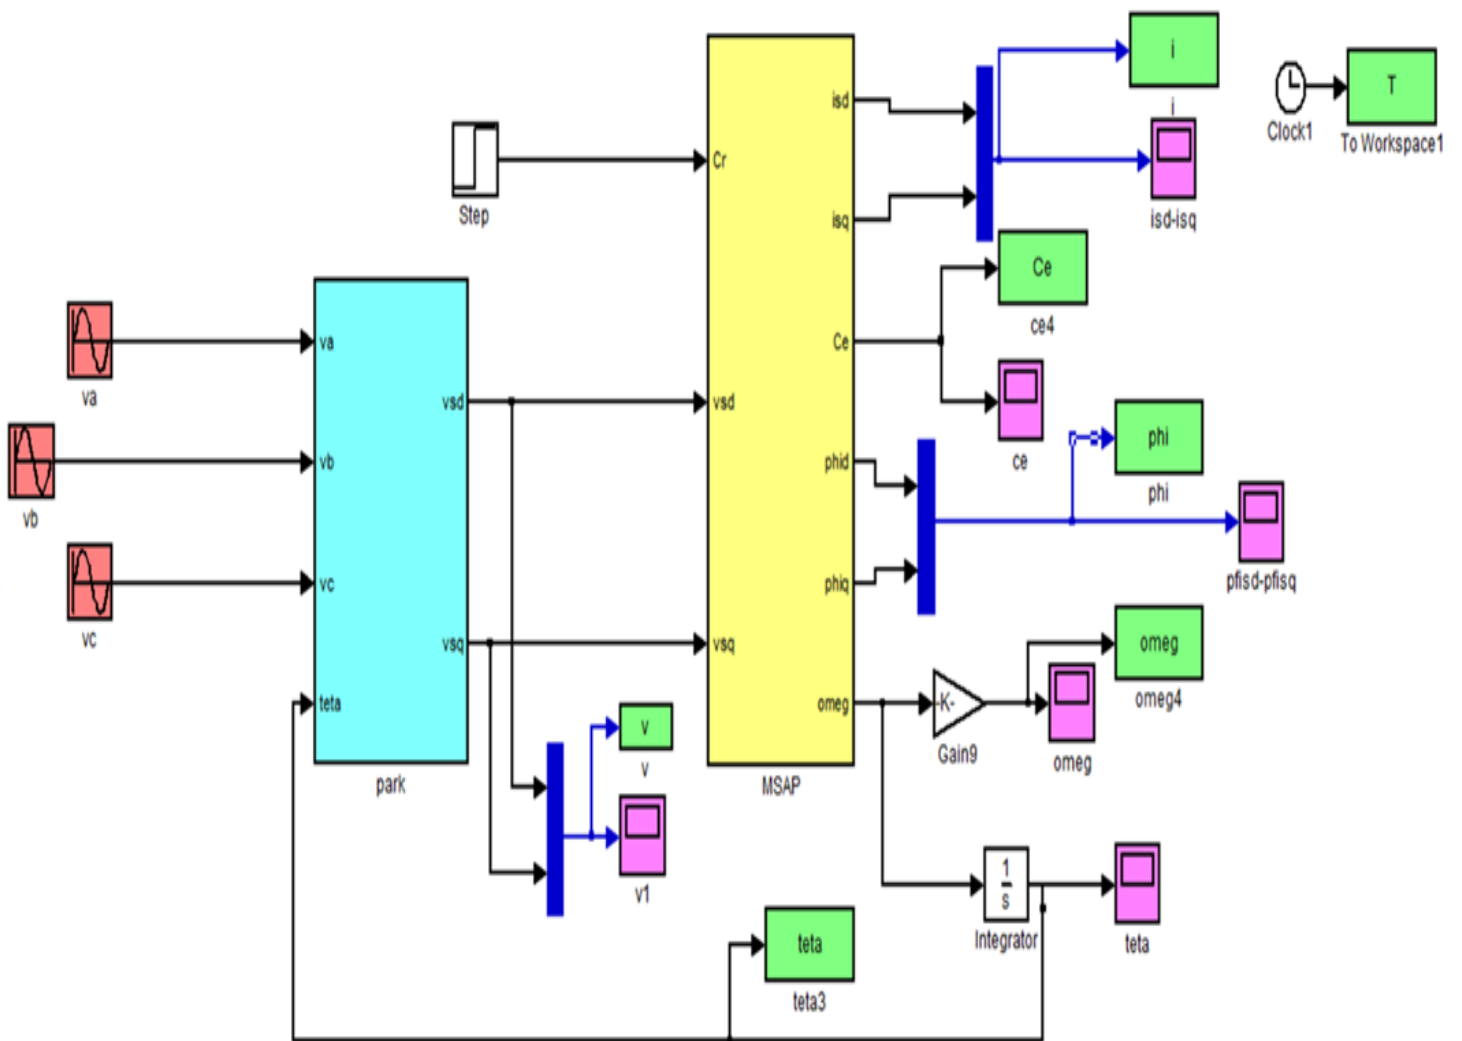 i
i
isd-isq
Clock1
T
To Workspace1
Step
Cr
isd
isq
Ce
phid
phiq
omeg
vsd
vsq
MSAP
Ce
ce4
ce
phi
phi
pfisd-pfisq
va
vb
vc
va
vb
vc
teta
vsd
vsq
park
v
v
v1
-K-
Gain9
omeg
omeg4
omeg
1
s
Integrator
teta
teta
teta3